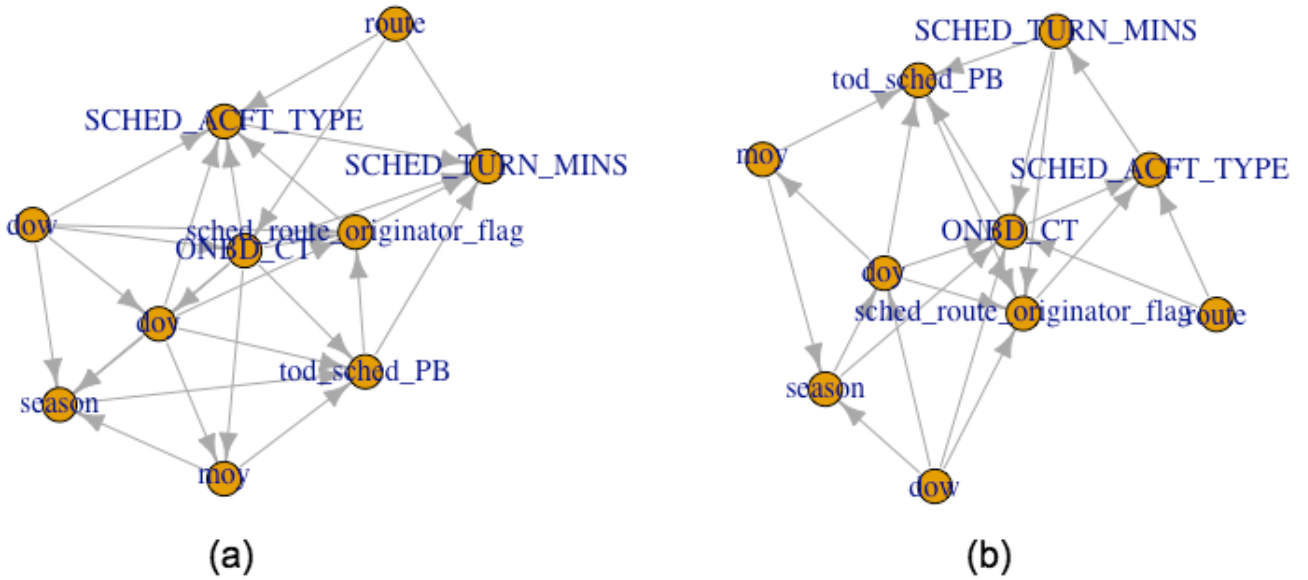 route
SCHED_ACFT_TYPE
SCHED_TURN_MINS
dow
sched_route_originator_flag
ONBD_CT
doy
tod_sched_PB
season
moy
(a)
SCHED_TURN_MINS
tod_sched_PB
moy
SCHED_ACFT_TYPE
ONBD_CT
doy
sched_route_originator_flag
route
season
dow
(b)